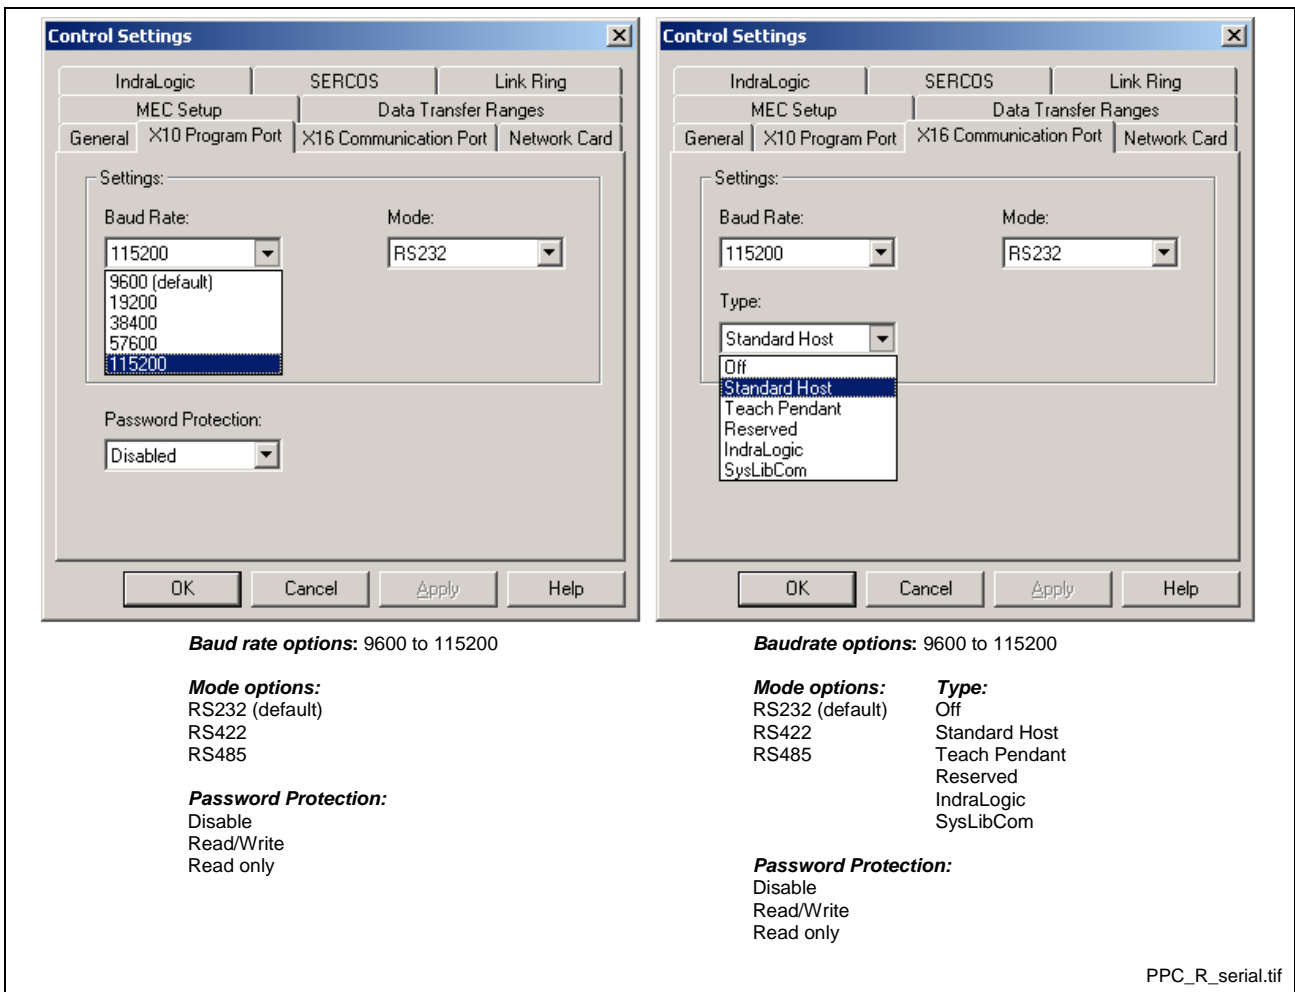 Control Settings
IndraLogic SERCOS Link Ring
MEC Setup Data Transfer Ranges
General X10 Program Port X16 Communication Port Network Card
Settings:
Baud Rate: Mode:
115200 RS232
9600 (default)
19200
38400
57600
115200
Password Protection:
Disabled
OK Cancel Apply Help
Control Settings
IndraLogic SERCOS Link Ring
MEC Setup Data Transfer Ranges
General X10 Program Port X16 Communication Port Network Card
Settings:
Baud Rate: Mode:
115200 RS232
Type:
Standard Host
Off
Standard Host
Teach Pendant
Reserved
IndraLogic
SysLibCom
OK Cancel Apply Help
Baud rate options: 9600 to 115200
Mode options:
RS232 (default)
RS422
RS485
Password Protection:
Disable
Read/Write
Read only
Baudrate options: 9600 to 115200
Mode options: Type:
RS232 (default) Off
RS422 Standard Host
RS485 Teach Pendant
Reserved
IndraLogic
SysLibCom
Password Protection:
Disable
Read/Write
Read only
PPC_R_serial.tif